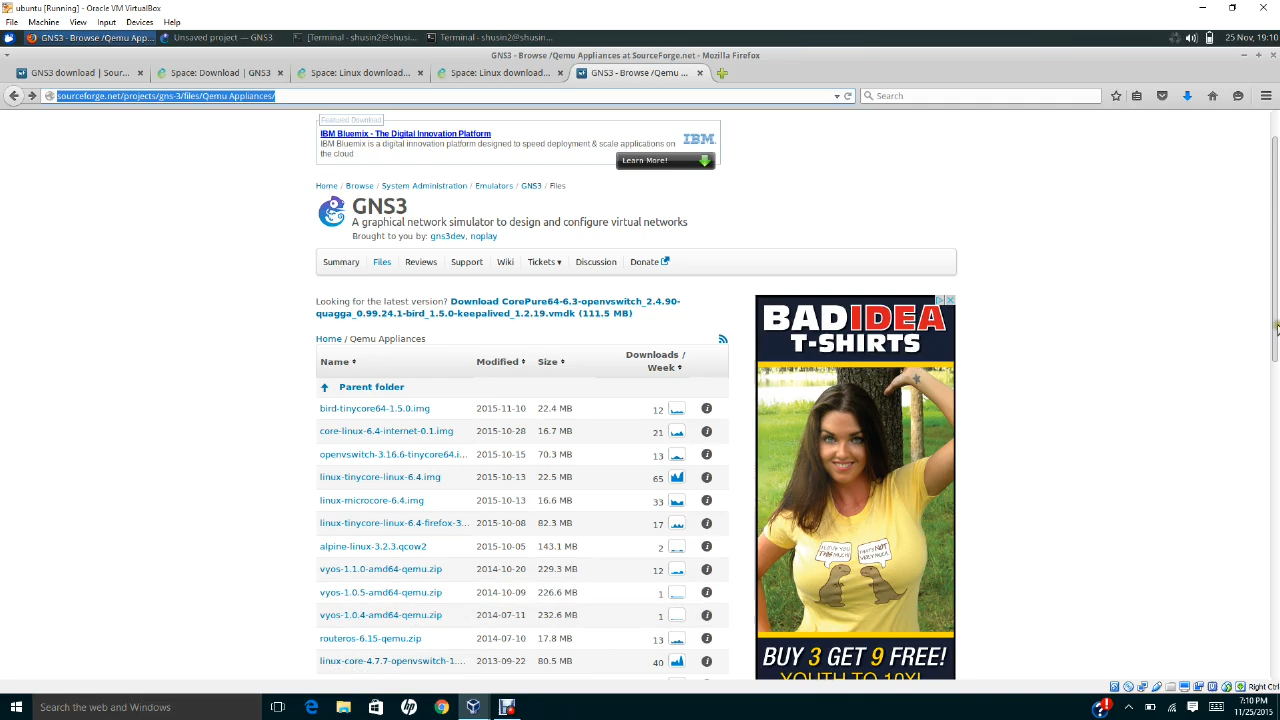 ubuntu [Running] - Oracle VM VirtualBox
File Machine View Input Devices Help
Firefox [GNS3 - Browse /Qemu App...
Unsaved project — GNS3
[Terminal - shusin2@shusin...
Terminal - shusin2@shusin...
25 Nov, 19:10
GNS3 - Browse /Qemu Appliances at SourceForge.net - Mozilla Firefox
GNS3 download | Sour...
Space: Download | GNS3
Space: Linux download...
Space: Linux download...
GNS3 - Browse /Qemu ...
sourceforge.net/projects/gns-3/files/Qemu Appliances/
Search
Featured Download
IBM Bluemix - The Digital Innovation Platform
IBM Bluemix is a digital innovation platform designed to speed deployment & scale applications on
the cloud
IBM
Learn More!
Home / Browse / System Administration / Emulators / GNS3 / Files
GNS3
A graphical network simulator to design and configure virtual networks
Brought to you by: gns3dev, noplay
Summary Files Reviews Support Wiki Tickets ▾ Discussion Donate
Looking for the latest version? Download CorePure64-6.3-openvswitch_2.4.90-
quagga_0.99.24.1-bird_1.5.0-keepalived_1.2.19.vmdk (111.5 MB)
Home / Qemu Appliances
Name Modified Size Downloads /
Week
Parent folder
bird-tinycore64-1.5.0.img 2015-11-10 22.4 MB 12
core-linux-6.4-internet-0.1.img 2015-10-28 16.7 MB 21
openvswitch-3.16.6-tinycore64.i... 2015-10-15 70.3 MB 13
linux-tinycore-linux-6.4.img 2015-10-13 22.5 MB 65
linux-microcore-6.4.img 2015-10-13 16.6 MB 33
linux-tinycore-linux-6.4-firefox-3... 2015-10-08 82.3 MB 17
alpine-linux-3.2.3.qcow2 2015-10-05 143.1 MB 2
vyos-1.1.0-amd64-qemu.zip 2014-10-20 229.3 MB 12
vyos-1.0.5-amd64-qemu.zip 2014-10-09 226.6 MB 1
vyos-1.0.4-amd64-qemu.zip 2014-07-11 232.6 MB 1
routeros-6.15-qemu.zip 2014-07-10 17.8 MB 13
linux-core-4.7.7-openvswitch-1.... 2013-09-22 80.5 MB 40
BADIDEA
T-SHIRTS
I LOVE YOU
THIS MUCH!
THAT'S NOT
VERY MUCH.
BUY 3 GET 9 FREE!
YOUTH TO 10X!
Right Ctrl
Search the web and Windows
7:10 PM
11/25/2015